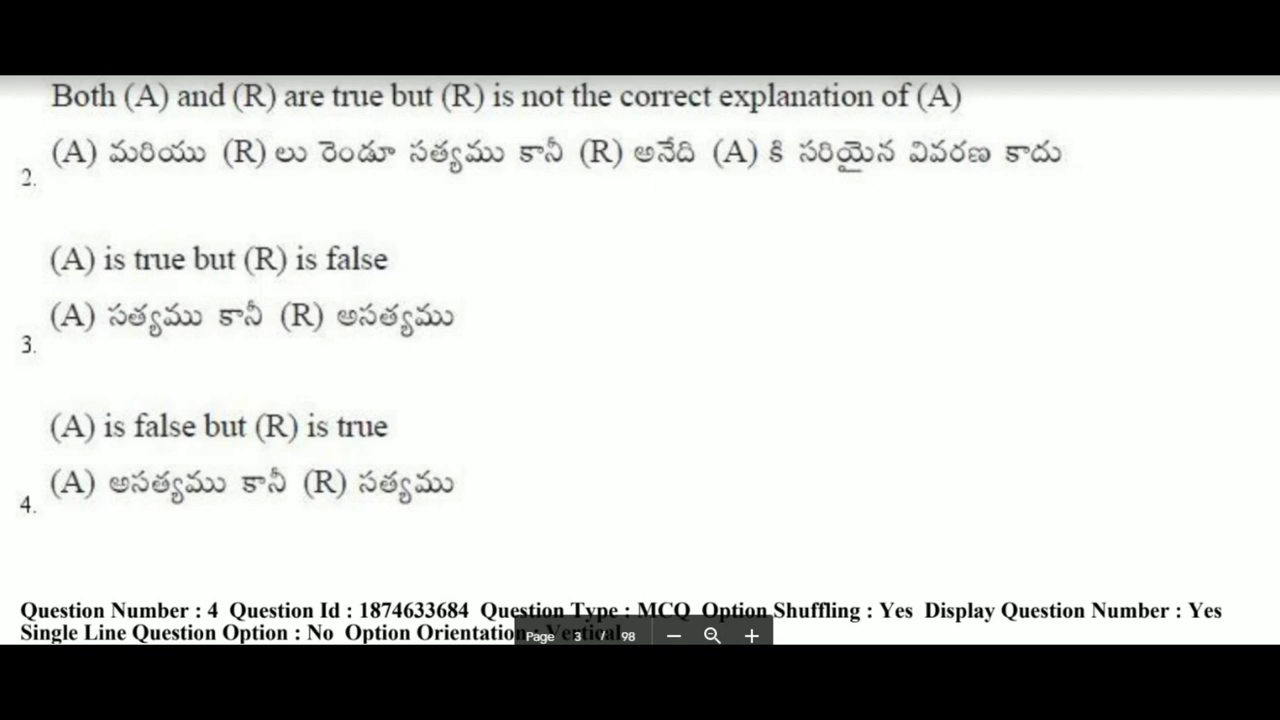 Both (A) and (R) are true but (R) is not the correct explanation of (A)
(A) మరియు (R) లు రెండూ సత్యము కానీ (R) అనేది (A) కి సరియైన వివరణ కాదు
2.
(A) is true but (R) is false
(A) సత్యము కానీ (R) అసత్యము
3.
(A) is false but (R) is true
(A) అసత్యము కానీ (R) సత్యము
4.
Question Number : 4 Question Id : 1874633684 Question Type : MCQ Option Shuffling : Yes Display Question Number : Yes
Single Line Question Option : No Option Orientation : Vertical
Page 3 / 98